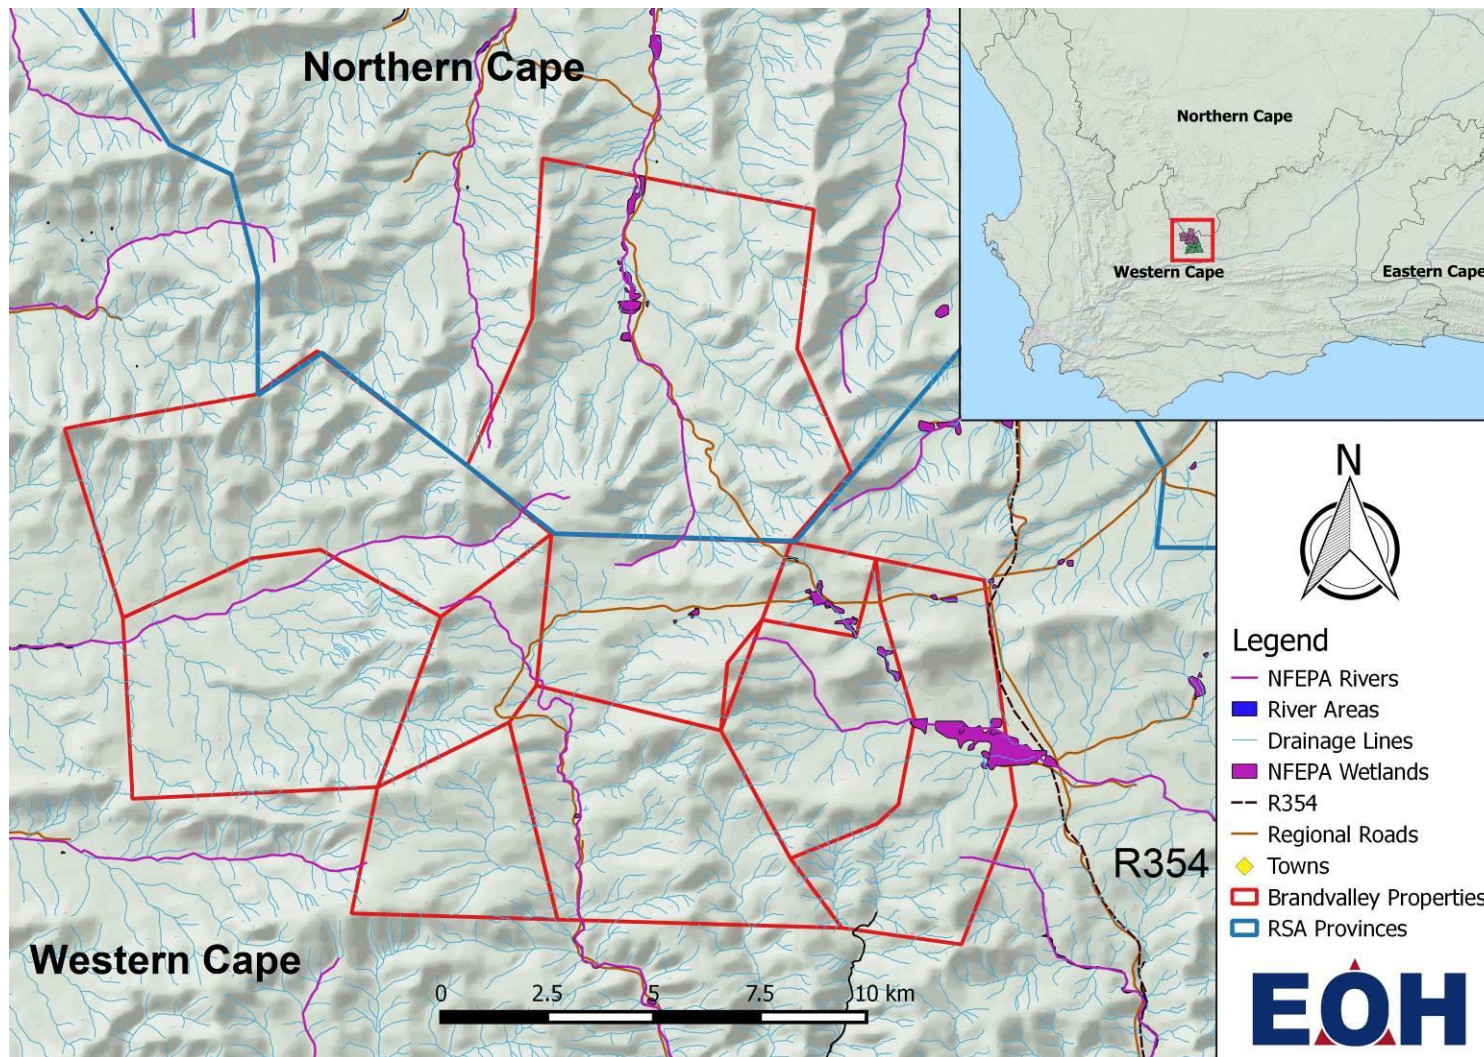 Northern Cape
Northern Cape
Western Cape
Eastern Cape
N
Legend
NFEPA Rivers
River Areas
Drainage Lines
NFEPA Wetlands
R354
Regional Roads
Towns
Brandvalley Properties
RSA Provinces
R354
Western Cape
0 2.5 5 7.5 10 km
EOH